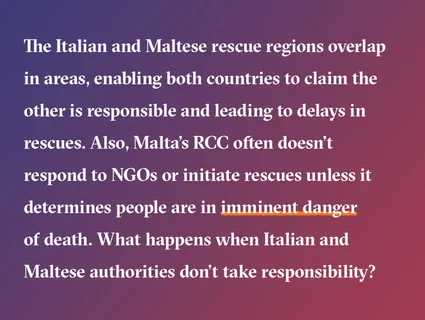 The Italian and Maltese rescue regions overlap
in areas, enabling both countries to claim the
other is responsible and leading to delays in
rescues. Also, Malta’s RCC often doesn’t
respond to NGOs or initiate rescues unless it
determines people are in imminent danger
of death. What happens when Italian and
Maltese authorities don’t take responsibility?